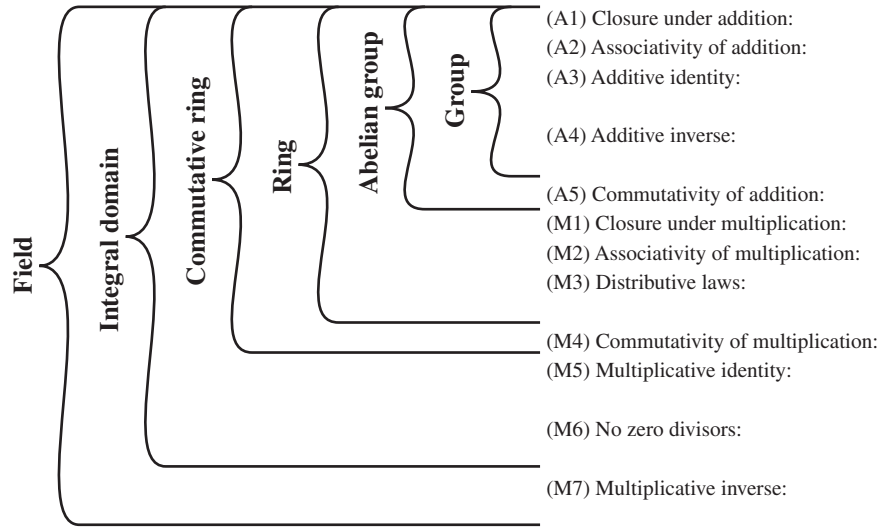 Field
Integral domain
Commutative ring
Ring
Abelian group
Group
(A1) Closure under addition:
(A2) Associativity of addition:
(A3) Additive identity:
(A4) Additive inverse:
(A5) Commutativity of addition:
(M1) Closure under multiplication:
(M2) Associativity of multiplication:
(M3) Distributive laws:
(M4) Commutativity of multiplication:
(M5) Multiplicative identity:
(M6) No zero divisors:
(M7) Multiplicative inverse: